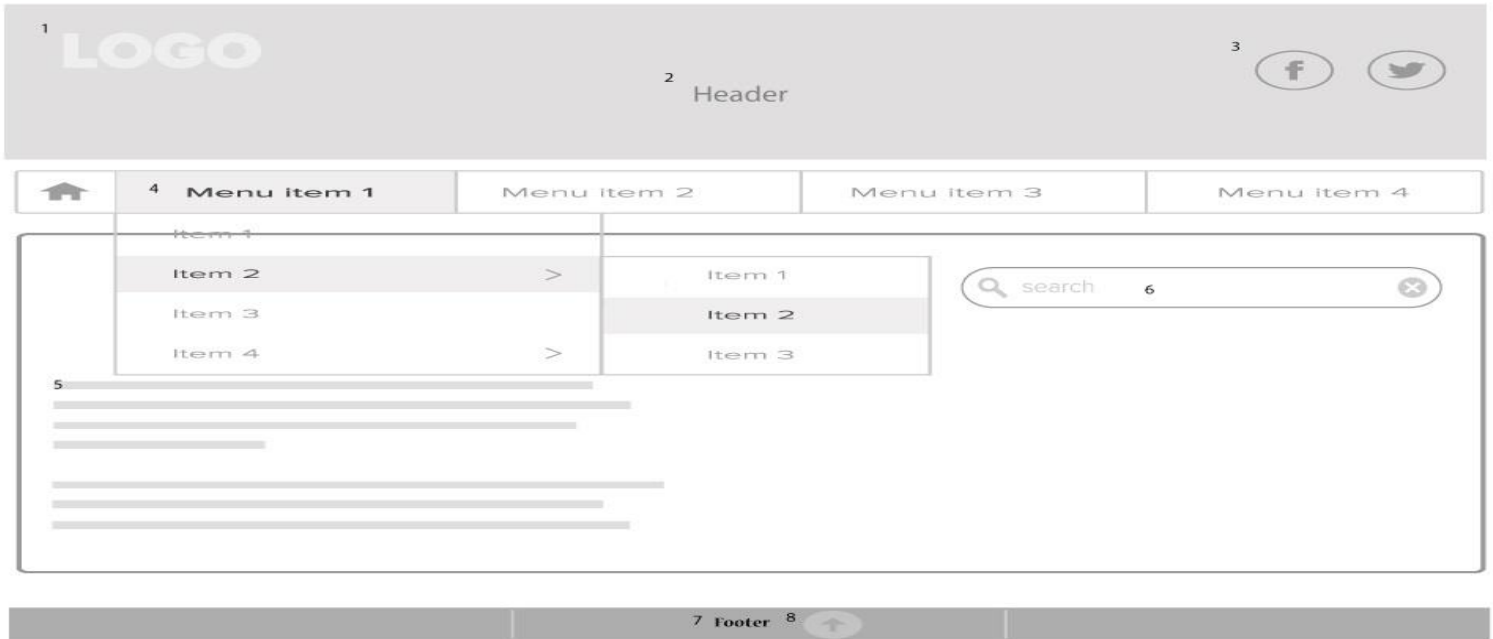 1
LOGO
3
f
2
Header
4 Menu item 1 Menu item 2 Menu item 3 Menu item 4
Item 1
Item 2 >
Item 3
Item 4 >
Item 1
Item 2
Item 3
search 6
5
7 Footer 8